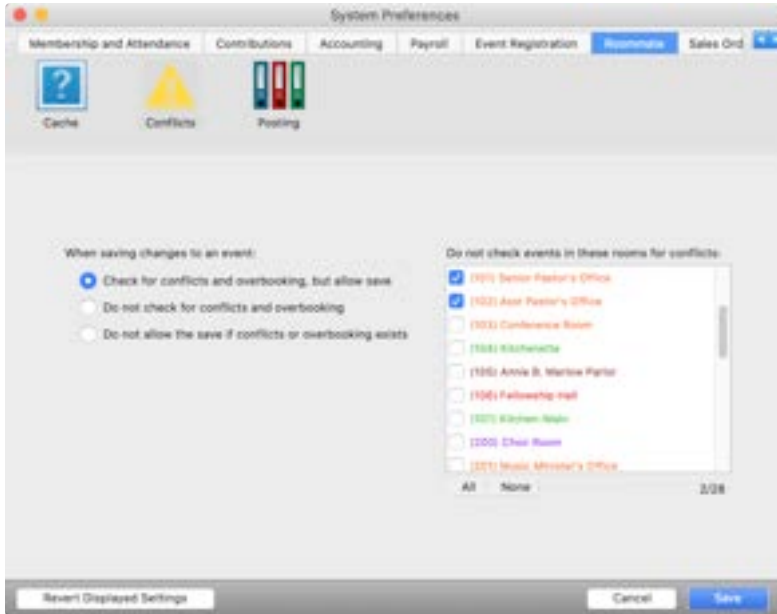 System Preferences
Membership and Attendance Contributions Accounting Payroll Event Registration Roommate Sales Ord
Cache Conflicts Posting
When saving changes to an event:
Check for conflicts and overbooking, but allow save
Do not check for conflicts and overbooking
Do not allow the save if conflicts or overbooking exists
Do not check events in these rooms for conflicts:
(101) Senior Pastor's Office
(102) Asor Pastor's Office
(103) Conference Room
(104) Kitchenette
(105) Annie B. Marlow Parlor
(106) Fellowship Hall
(107) Kitchen Main
(200) Choir Room
(201) Music Minister's Office
All None 2/28
Revert Displayed Settings Cancel Save